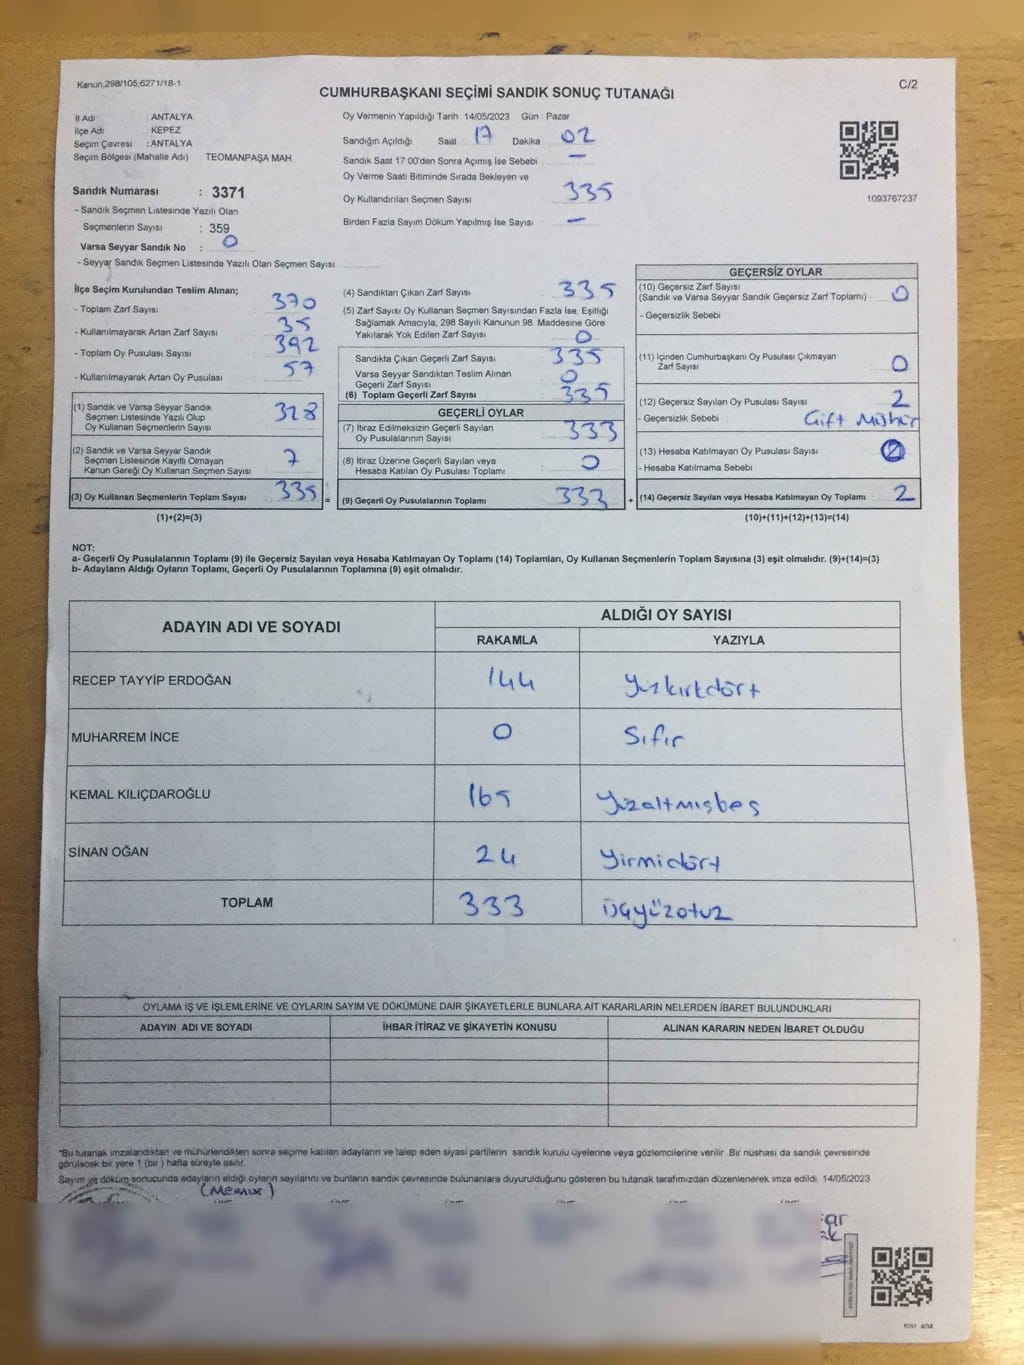 Kanun,298/105,6271/18-1
C/2
CUMHURBAŞKANI SEÇİMİ SANDIK SONUÇ TUTANAĞI
İl Adı ANTALYA
İlçe Adı KEPEZ
Seçim Çevresi : ANTALYA
Seçim Bölgesi (Mahalle Adı) TEOMANPAŞA MAH
Sandık Numarası : 3371
- Sandık Seçmen Listesinde Yazılı Olan
Seçmenlerin Sayısı : 359
Varsa Seyyar Sandık No : 0
- Seyyar Sandık Seçmen Listesinde Yazılı Olan Seçmen Sayısı
Oy Vermenin Yapıldığı Tarih 14/05/2023 Gün : Pazar
Sandığın Açıldığı Saat 17 Dakika 02
Sandık Saat 17:00'den Sonra Açımış İse Sebebi —
Oy Verme Saati Bitiminde Sırada Bekleyen ve
Oy Kullandırılan Seçmen Sayısı 335
Birden Fazla Sayım Döküm Yapılmış İse Sayısı —
1093767237
İlçe Seçim Kurulundan Teslim Alınan;
- Toplam Zarf Sayısı 370
- Kullanılmayarak Artan Zarf Sayısı 35
- Toplam Oy Pusulası Sayısı 392
- Kullanılmayarak Artan Oy Pusulası 57
(1) Sandık ve Varsa Seyyar Sandık
Seçmen Listesinde Yazılı Olup
Oy Kullanan Seçmenlerin Sayısı 328
(2) Sandık ve Varsa Seyyar Sandık
Seçmen Listesinde Kayıtlı Olmayan
Kanun Gereği Oy Kullanan Seçmen Sayısı 7
(3) Oy Kullanan Seçmenlerin Toplam Sayısı 335 =
(1)+(2)=(3)
(4) Sandıktan Çıkan Zarf Sayısı 335
(5) Zarf Sayısı Oy Kullanan Seçmen Sayısından Fazla İse, Eşitliği
Sağlamak Amacıyla, 298 Sayılı Kanunun 98. Maddesine Göre
Yakılarak Yok Edilen Zarf Sayısı 0
Sandıkta Çıkan Geçerli Zarf Sayısı 335
Varsa Seyyar Sandıktan Teslim Alınan
Geçerli Zarf Sayısı 0
(6) Toplam Geçerli Zarf Sayısı 335
GEÇERLİ OYLAR
(7) İtiraz Edilmeksizin Geçerli Sayılan
Oy Pusulalarının Sayısı 333
(8) İtiraz Üzerine Geçerli Sayılan veya
Hesaba Katılan Oy Pusulası Toplamı 0
(9) Geçerli Oy Pusulalarının Toplamı 333 +
GEÇERSİZ OYLAR
(10) Geçersiz Zarf Sayısı
(Sandık ve Varsa Seyyar Sandık Geçersiz Zarf Toplamı) : 0
- Geçersizlik Sebebi
(11) İçinden Cumhurbaşkanı Oy Pusulası Çıkmayan
Zarf Sayısı 0
(12) Geçersiz Sayılan Oy Pusulası Sayısı 2
- Geçersizlik Sebebi Çift Mühür
(13) Hesaba Katılmayan Oy Pusulası Sayısı
- Hesaba Katılmama Sebebi
(14) Geçersiz Sayılan veya Hesaba Katılmayan Oy Toplamı : 2
(10)+(11)+(12)+(13)=(14)
NOT:
a- Geçerli Oy Pusulalarının Toplamı (9) ile Geçersiz Sayılan veya Hesaba Katılmayan Oy Toplamı (14) Toplamları, Oy Kullanan Seçmenlerin Toplam Sayısına (3) eşit olmalıdır. (9)+(14)=(3)
b- Adayların Aldığı Oyların Toplamı, Geçerli Oy Pusulalarının Toplamına (9) eşit olmalıdır.
ADAYIN ADI VE SOYADI
ALDIĞI OY SAYISI
RAKAMLA YAZIYLA
RECEP TAYYİP ERDOĞAN 144 Yüzkırkdört
MUHARREM İNCE 0 Sıfır
KEMAL KILIÇDAROĞLU 165 Yüzaltmışbeş
SİNAN OĞAN 24 Yirmidört
TOPLAM 333 üçyüzotuz
OYLAMA İŞ VE İŞLEMLERİNE VE OYLARIN SAYIM VE DÖKÜMÜNE DAİR ŞİKAYETLERLE BUNLARA AİT KARARLARIN NELERDEN İBARET BULUNDUKLARI
ADAYIN ADI VE SOYADI İHBAR İTİRAZ VE ŞİKAYETİN KONUSU ALINAN KARARIN NEDEN İBARET OLDUĞU
*Bu tutanak imzalandıktan ve mühürlendikten sonra seçime katılan adayların ve talep eden siyasi partilerin sandık kurulu üyelerine veya gözlemcilerine verilir. Bir nüshası da sandık çevresinde
görülecek bir yere 1 (bir ) hafta süreyle asılır.
Sayım ve döküm sonucunda adayların aldığı oyların sayılarını ve bunların sandık çevresinde bulunanlara duyurulduğunu gösteren bu tutanak tarafımızdan düzenlenerek imza edildi. 14/05/2023
(Memur)